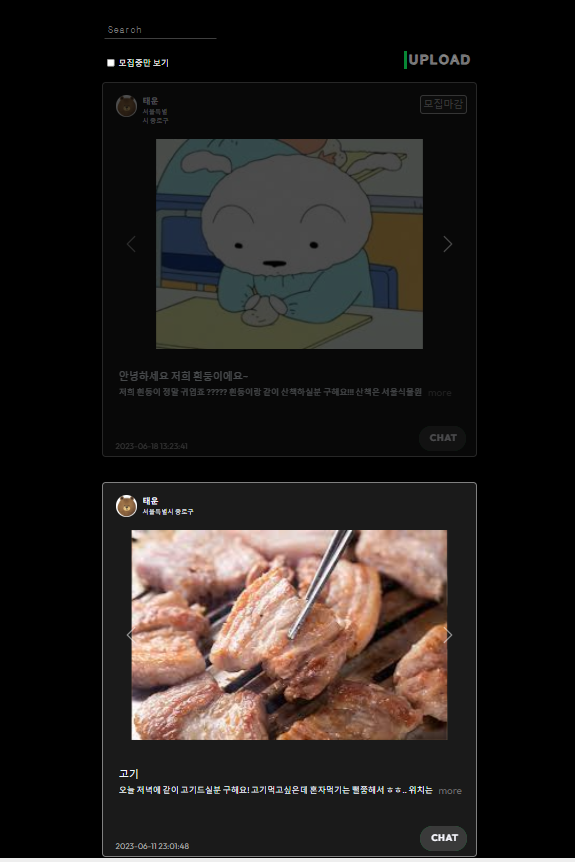 Search
모집중만 보기
UPLOAD
태운
서울특별
시 종로구
모집마감
안녕하세요 저희 흰둥이에요~
저희 흰둥이 정말 귀엽죠 ????? 흰둥이랑 같이 산책하실분 구해요!!! 산책은 서울식물원 more
CHAT
2023-06-18 13:23:41
태운
서울특별시 종로구
고기
오늘 저녁에 같이 고기드실분 구해요! 고기먹고싶은데 혼자먹기는 뻘쭘해서 ㅎㅎ.. 위치는 more
CHAT
2023-06-11 23:01:48